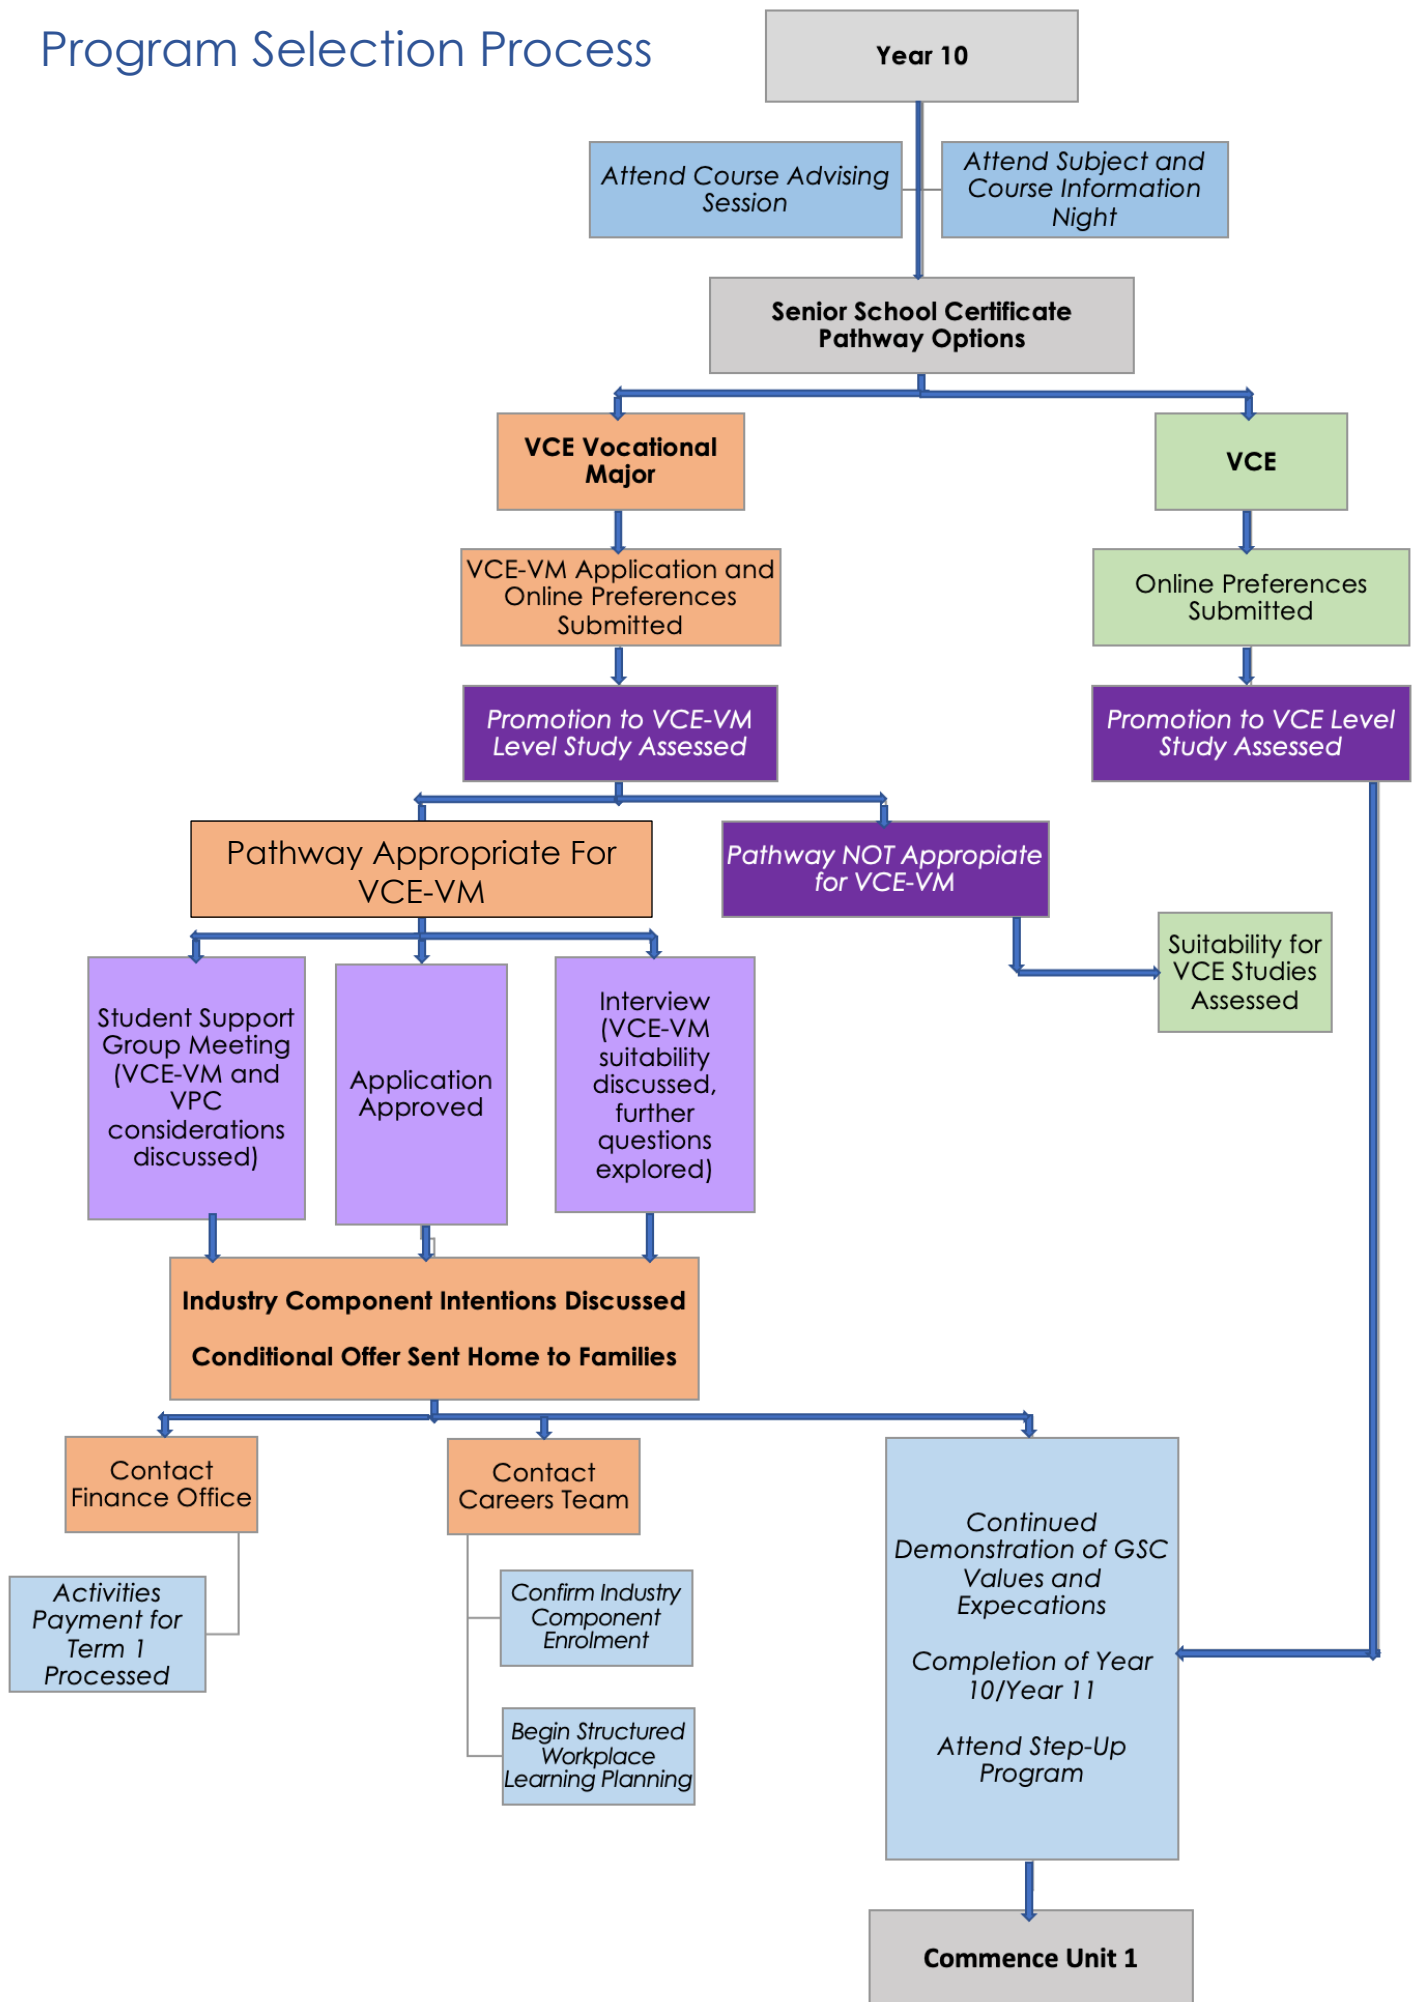 Program Selection Process
Year 10
Attend Course Advising
Session
Attend Subject and
Course Information
Night
Senior School Certificate
Pathway Options
VCE Vocational
Major
VCE
VCE-VM Application and
Online Preferences
Submitted
Online Preferences
Submitted
Promotion to VCE-VM
Level Study Assessed
Promotion to VCE Level
Study Assessed
Pathway Appropriate For
VCE-VM
Pathway NOT Appropiate
for VCE-VM
Suitability for
VCE Studies
Assessed
Student Support
Group Meeting
(VCE-VM and
VPC
considerations
discussed)
Application
Approved
Interview
(VCE-VM
suitability
discussed,
further
questions
explored)
Industry Component Intentions Discussed
Conditional Offer Sent Home to Families
Contact
Finance Office
Contact
Careers Team
Activities
Payment for
Term 1
Processed
Confirm Industry
Component
Enrolment
Begin Structured
Workplace
Learning Planning
Continued
Demonstration of GSC
Values and
Expecations
Completion of Year
10/Year 11
Attend Step-Up
Program
Commence Unit 1